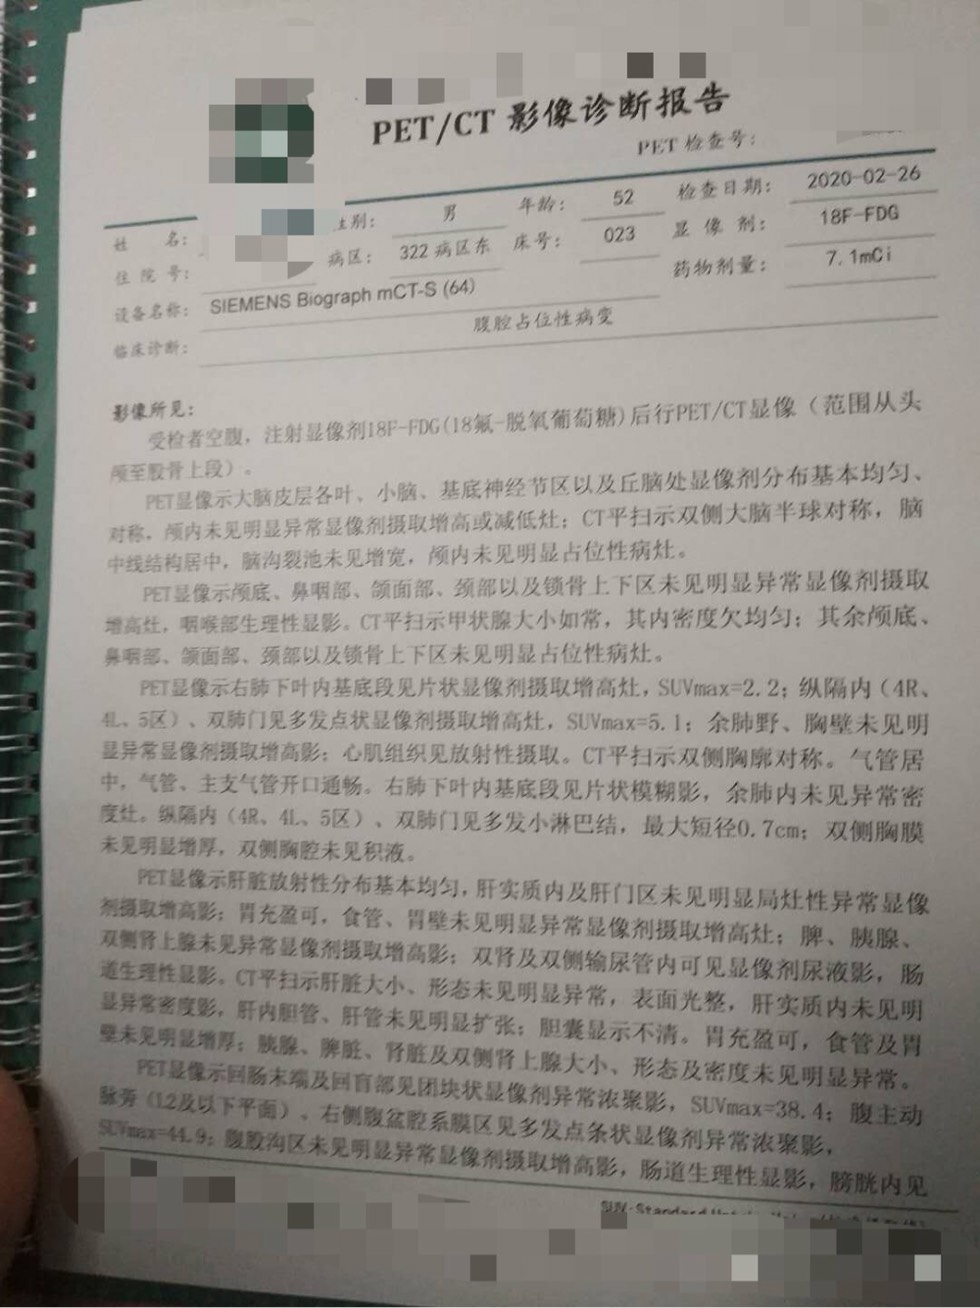 PET/CT 影像诊断报告
PET 检查号:
姓 名: 性别: 男 年龄: 52 检查日期: 2020-02-26
住 院 号: 病区: 322 病区东 床号: 023 显 像 剂: 18F-FDG
设备名称: SIEMENS Biograph mCT-S (64) 药物剂量: 7.1mCi
临床诊断: 腹腔占位性病变
影像所见:
受检者空腹，注射显像剂18F-FDG(18氟-脱氧葡萄糖)后行PET/CT显像（范围从头
颅至股骨上段）。
PET显像示大脑皮层各叶、小脑、基底神经节区以及丘脑处显像剂分布基本均匀、
对称，颅内未见明显异常显像剂摄取增高或减低灶；CT平扫示双侧大脑半球对称，脑
中线结构居中，脑沟裂池未见增宽，颅内未见明显占位性病灶。
PET显像示颅底、鼻咽部、颌面部、颈部以及锁骨上下区未见明显异常显像剂摄取
增高灶，咽喉部生理性显影。CT平扫示甲状腺大小如常，其内密度欠均匀；其余颅底、
鼻咽部、颌面部、颈部以及锁骨上下区未见明显占位性病灶。
PET显像示右肺下叶内基底段见片状显像剂摄取增高灶，SUVmax=2.2；纵隔内（4R、
4L、5区）、双肺门见多发点状显像剂摄取增高灶，SUVmax=5.1；余肺野、胸壁未见明
显异常显像剂摄取增高影；心肌组织见放射性摄取。CT平扫示双侧胸廓对称。气管居
中，气管、主支气管开口通畅。右肺下叶内基底段见片状模糊影，余肺内未见异常密
度灶。纵隔内（4R、4L、5区）、双肺门见多发小淋巴结，最大短径0.7cm；双侧胸膜
未见明显增厚，双侧胸腔未见积液。
PET显像示肝脏放射性分布基本均匀，肝实质内及肝门区未见明显局灶性异常显像
剂摄取增高影；胃充盈可，食管、胃壁未见明显异常显像剂摄取增高灶；脾、胰腺、
双侧肾上腺未见异常显像剂摄取增高影；双肾及双侧输尿管内可见显像剂尿液影，肠
道生理性显影。CT平扫示肝脏大小、形态未见明显异常，表面光整，肝实质内未见明
显异常密度影，肝内胆管、肝管未见明显扩张；胆囊显示不清。胃充盈可，食管及胃
壁未见明显增厚；胰腺、脾脏、肾脏及双侧肾上腺大小、形态及密度未见明显异常。
PET显像示回肠末端及回盲部见团块状显像剂异常浓聚影，SUVmax=38.4；腹主动
脉旁（L2及以下平面）、右侧腹盆腔系膜区见多发点条状显像剂异常浓聚影，
SUVmax=44.9；腹股沟区未见明显异常显像剂摄取增高影，肠道生理性显影，膀胱内见